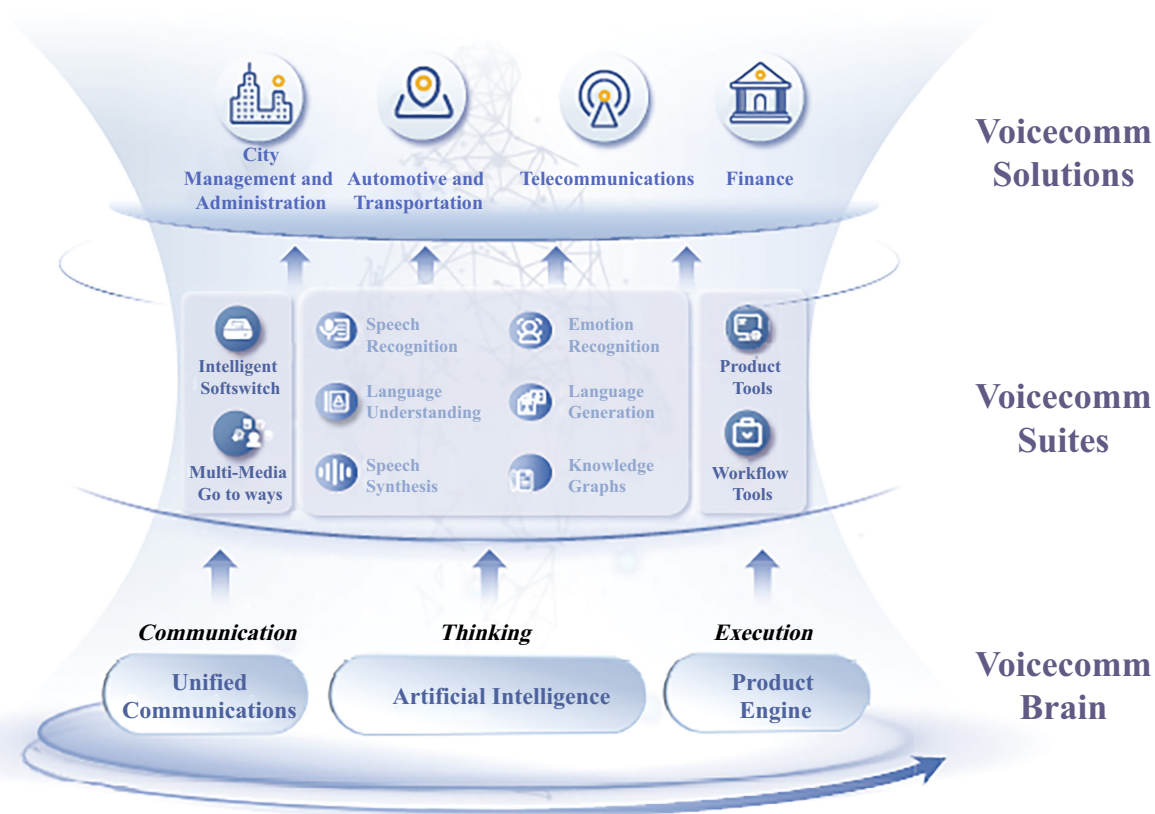 City
Management and
Administration
Automotive and
Transportation
Telecommunications
Finance
Voicecomm
Solutions
Intelligent
Softswitch
Multi-Media
Go to ways
Speech
Recognition
Language
Understanding
Speech
Synthesis
Emotion
Recognition
Language
Generation
Knowledge
Graphs
Product
Tools
Workflow
Tools
Voicecomm
Suites
Communication
Thinking
Execution
Unified
Communications
Artificial Intelligence
Product
Engine
Voicecomm
Brain